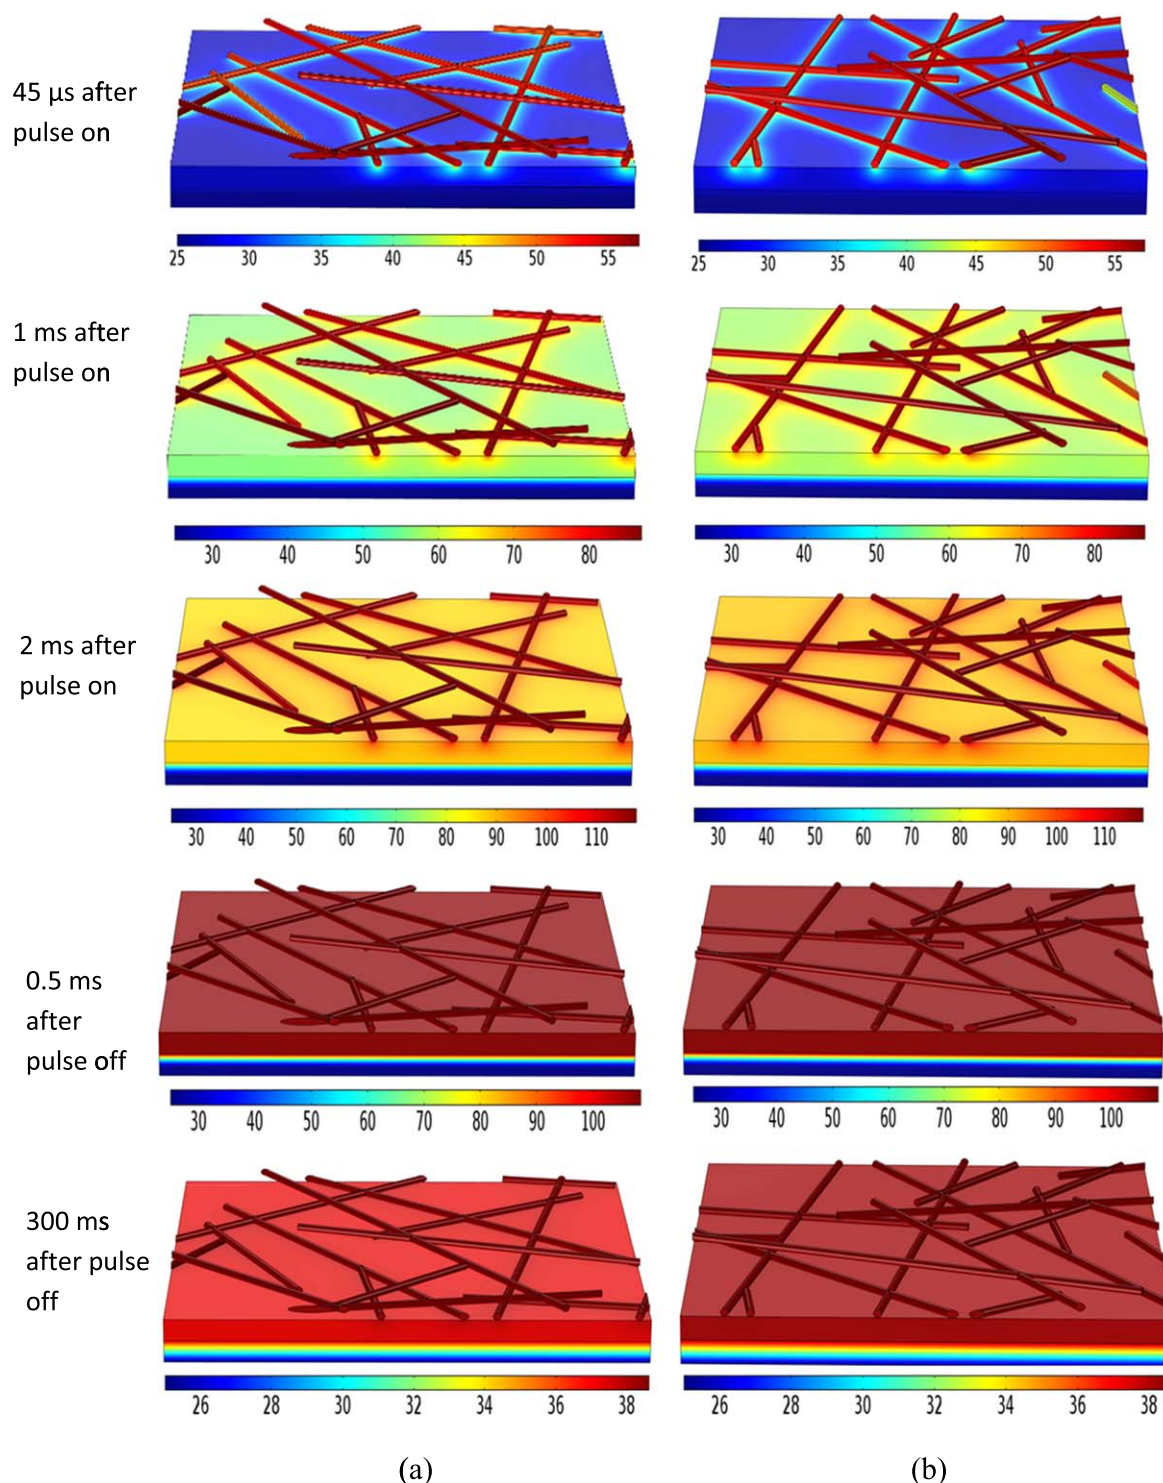 45 µs after
pulse on
25 30 35 40 45 50 55
25 30 35 40 45 50 55
1 ms after
pulse on
30 40 50 60 70 80
30 40 50 60 70 80
2 ms after
pulse on
30 40 50 60 70 80 90 100 110
30 40 50 60 70 80 90 100 110
0.5 ms
after
pulse off
30 40 50 60 70 80 90 100
30 40 50 60 70 80 90 100
300 ms
after pulse
off
26 28 30 32 34 36 38
26 28 30 32 34 36 38
(a) (b)